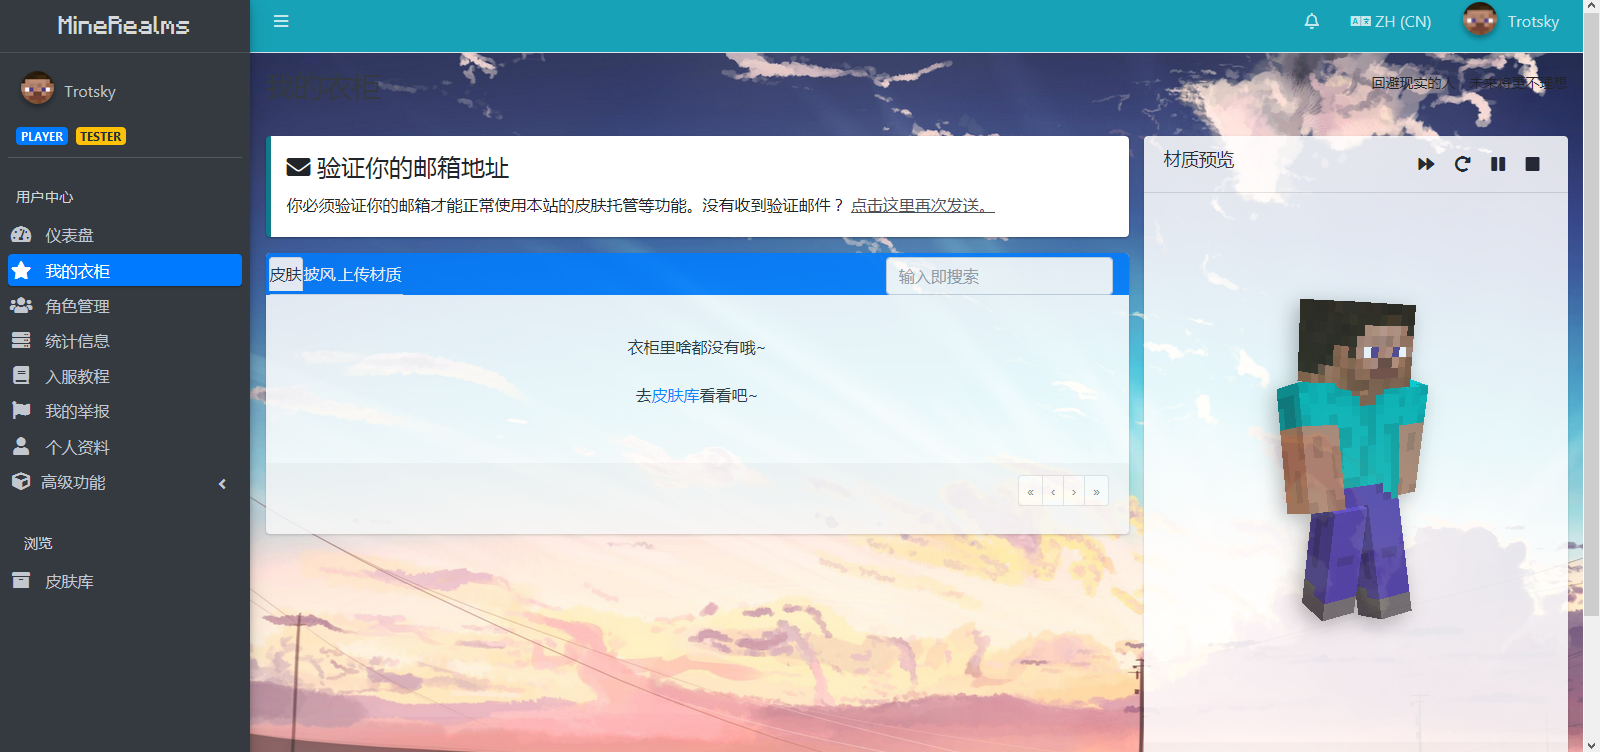 MineRealms
ZH (CN)
Trotsky
Trotsky
PLAYER TESTER
用户中心
仪表盘
我的衣柜
角色管理
统计信息
入服教程
我的举报
个人资料
高级功能
浏览
皮肤库
我的衣柜
回避现实的人，未来将更不理想
验证你的邮箱地址
你必须验证你的邮箱才能正常使用本站的皮肤托管等功能。没有收到验证邮件？ 点击这里再次发送。
皮肤 披风 上传材质
输入即搜索
衣柜里啥都没有哦~
去皮肤库看看吧~
« ‹ › »
材质预览